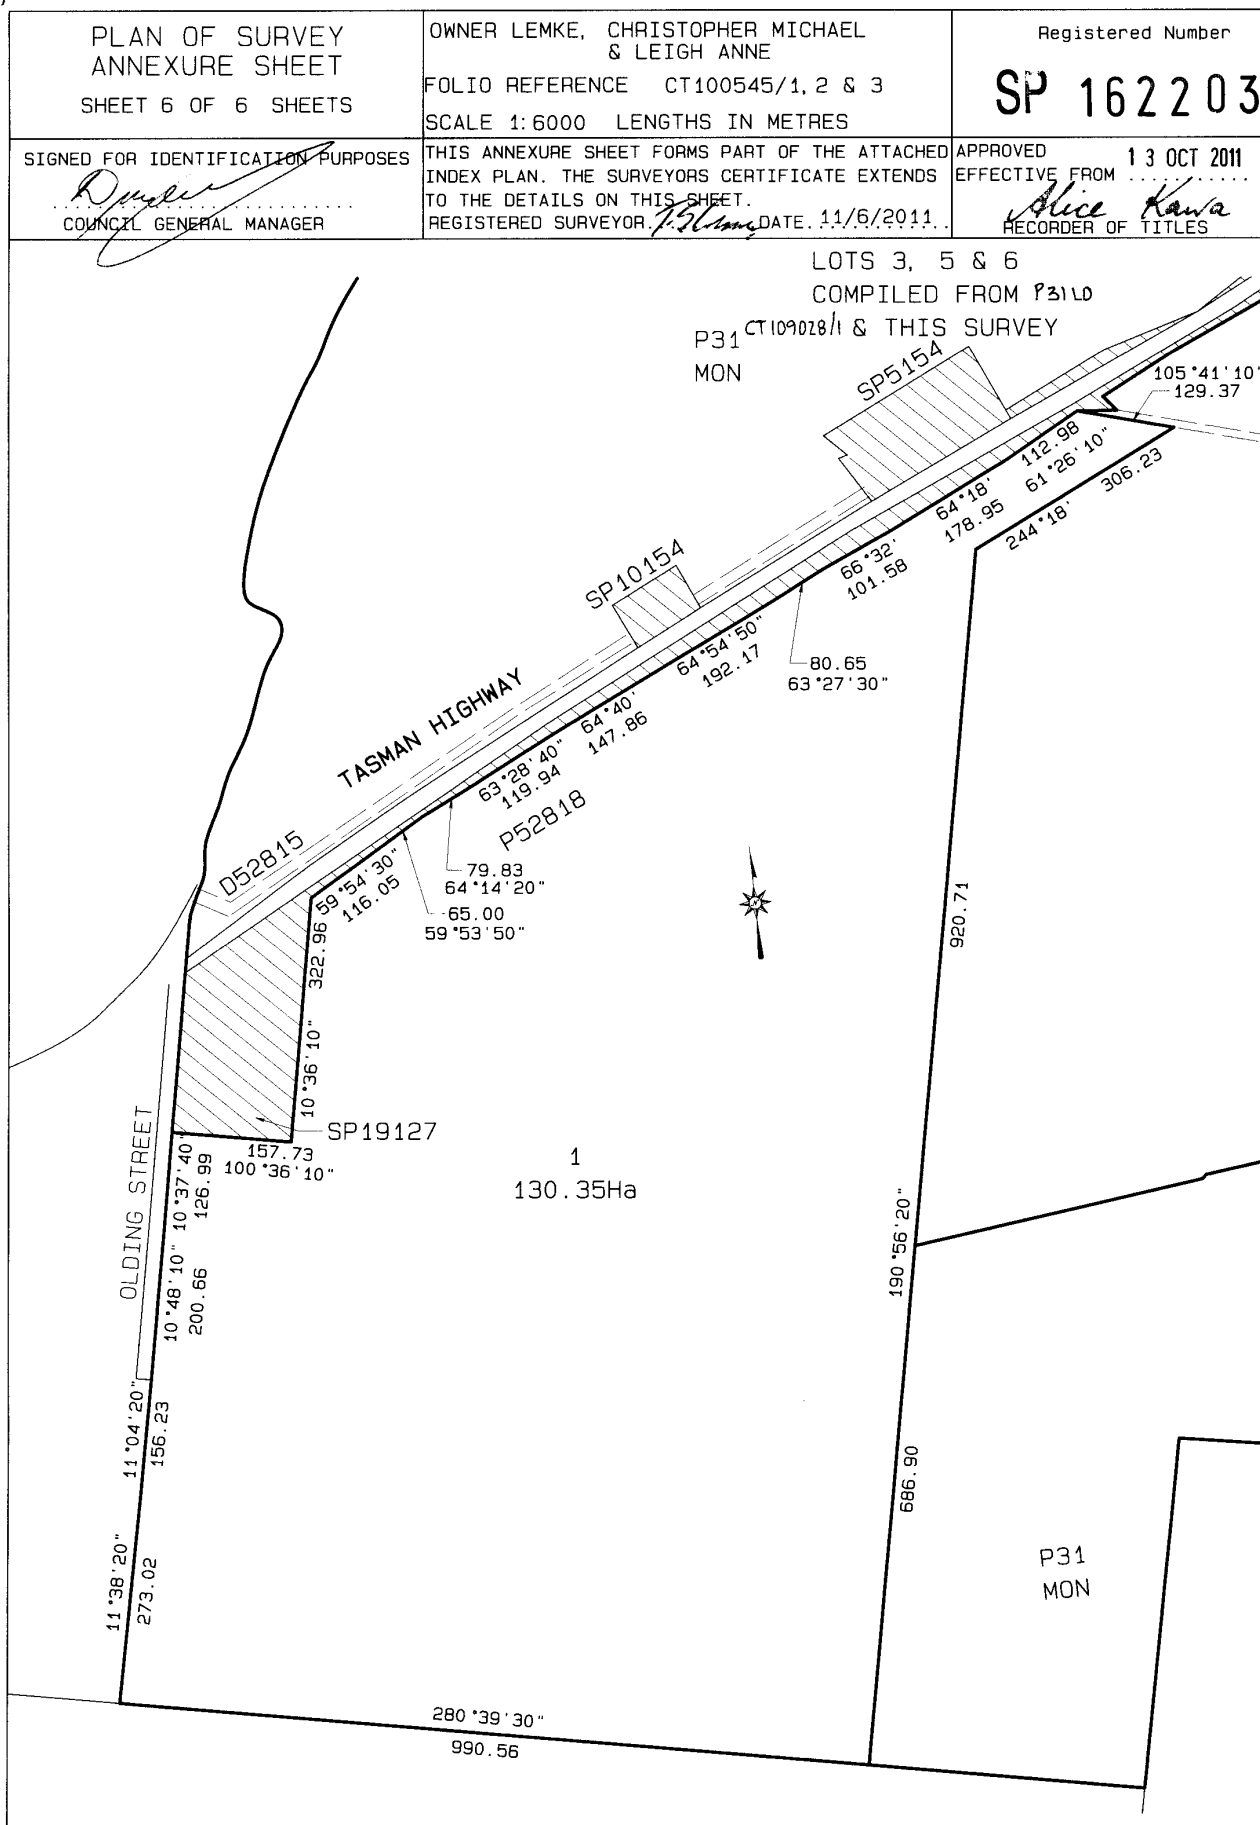 PLAN OF SURVEY
ANNEXURE SHEET
SHEET 6 OF 6 SHEETS
OWNER LEMKE, CHRISTOPHER MICHAEL
& LEIGH ANNE
FOLIO REFERENCE CT100545/1, 2 & 3
SCALE 1:6000 LENGTHS IN METRES
Registered Number
SP 162203
SIGNED FOR IDENTIFICATION PURPOSES
COUNCIL GENERAL MANAGER
THIS ANNEXURE SHEET FORMS PART OF THE ATTACHED
INDEX PLAN. THE SURVEYORS CERTIFICATE EXTENDS
TO THE DETAILS ON THIS SHEET.
REGISTERED SURVEYOR. DATE. 11/6/2011
APPROVED
EFFECTIVE FROM 13 OCT 2011
Alice Kawa
RECORDER OF TITLES
LOTS 3, 5 & 6
COMPILED FROM P31LD
CT109028/1 & THIS SURVEY
P31
MON
SP5154
105°41'10"
129.37
112.98
61°26'10"
306.23
64°18'
178.95
244°18'
66°32'
101.58
SP10154
64°54'50"
192.17
80.65
63°27'30"
TASMAN HIGHWAY
64°40'
147.86
63°28'40"
119.94
P52818
D52815
79.83
64°14'20"
59°54'30"
116.05
65.00
59°53'50"
322.96
10°36'10"
920.71
SP19127
157.73
100°36'10"
OLDING STREET
10°37'40"
126.99
1
130.35Ha
10°48'10"
200.66
190°56'20"
11°04'20"
156.23
686.90
11°38'20"
273.02
P31
MON
280°39'30"
990.56